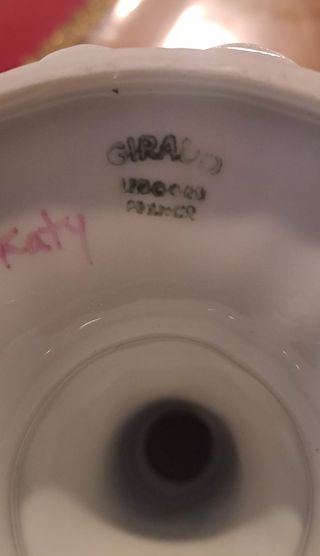 GIRAUD
LIMOGES
FRANCE
Katy